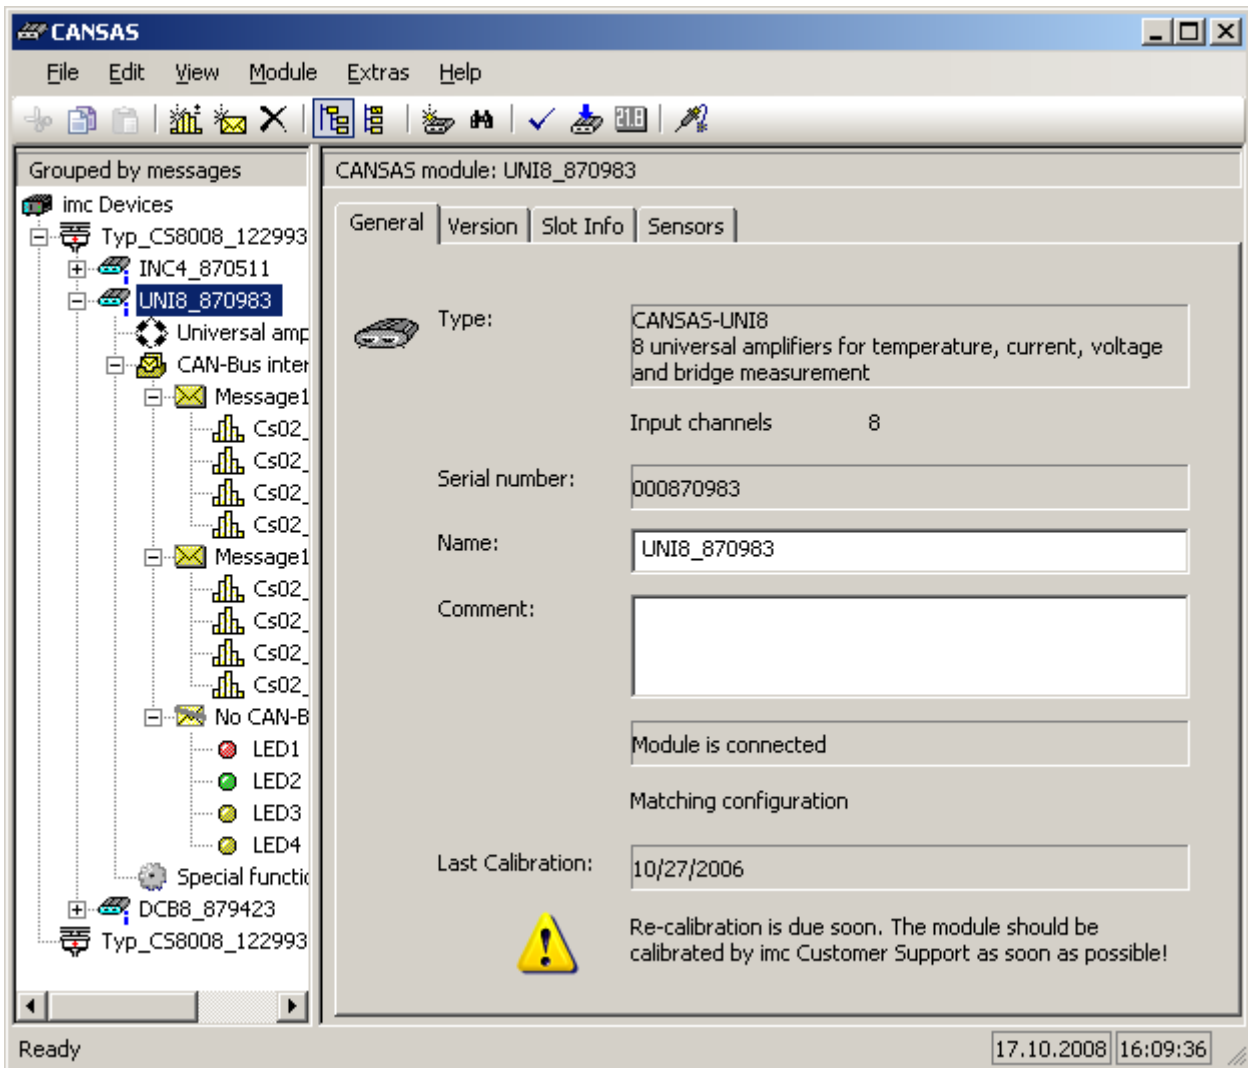 CANSAS
File Edit View Module Extras Help
21.8
Grouped by messages
imc Devices
Typ_CS8008_122993
INC4_870511
UNI8_870983
Universal amp
CAN-Bus inter
Message1
Cs02_
Cs02_
Cs02_
Cs02_
Message1
Cs02_
Cs02_
Cs02_
Cs02_
No CAN-B
LED1
LED2
LED3
LED4
Special functio
DCB8_879423
Typ_CS8008_122993
CANSAS module: UNI8_870983
General Version Slot Info Sensors
Type:
CANSAS-UNI8
8 universal amplifiers for temperature, current, voltage
and bridge measurement
Input channels 8
Serial number: 000870983
Name: UNI8_870983
Comment:
Module is connected
Matching configuration
Last Calibration: 10/27/2006
Re-calibration is due soon. The module should be
calibrated by imc Customer Support as soon as possible!
Ready 17.10.2008 16:09:36